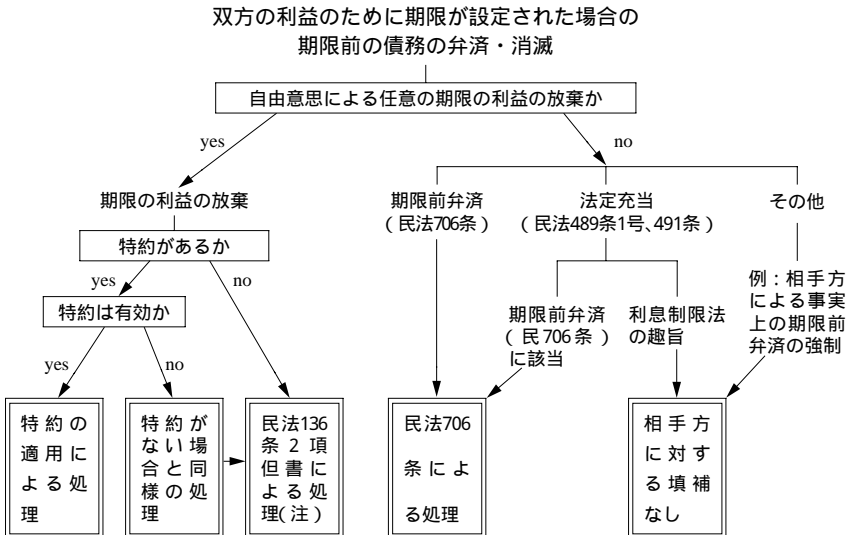 双方の利益のために期限が設定された場合の
期限前の債務の弁済・消滅
自由意思による任意の期限の利益の放棄か
yes
no
期限の利益の放棄
期限前弁済
（民法706条）
法定充当
（民法489条1号、491条）
その他
特約があるか
yes
no
特約は有効か
yes
no
期限前弁済
（民706条）
に該当
利息制限法
の趣旨
例：相手方
による事実
上の期限前
弁済の強制
特約の
適用によ
る処
理
特約が
ない場
合と同
様の処
理
民法136
条2項
但書に
よる処
理(注)
民法706
条によ
る処理
相手方
に対す
る填補
なし